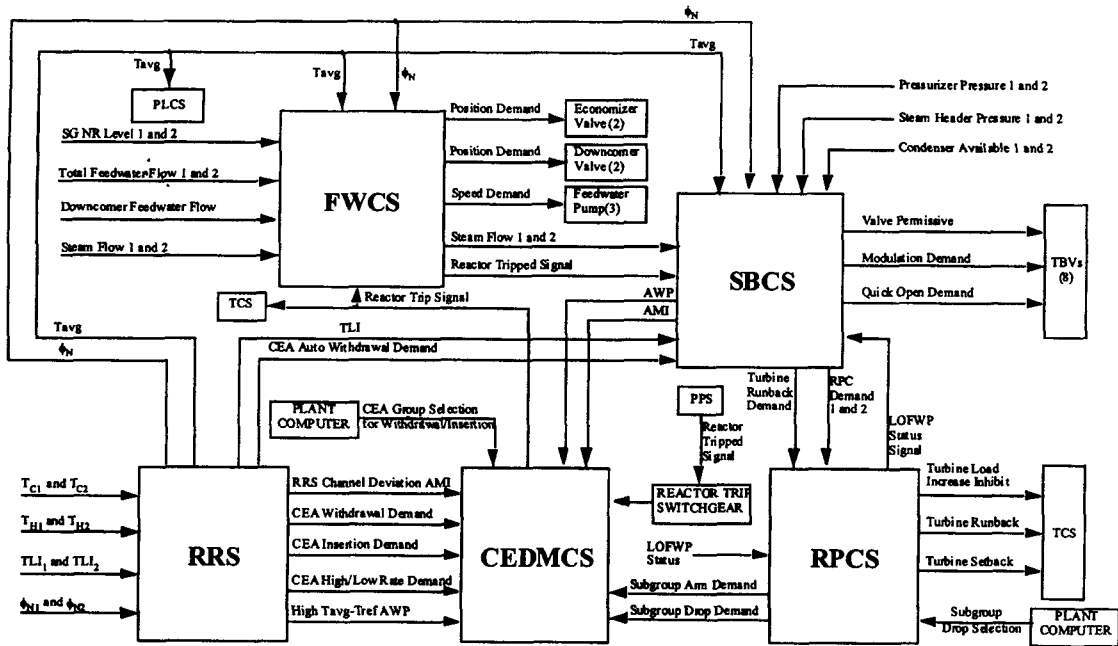 ϕN
Tavg
Tavg
PLCS
Tavg
ϕN
Pressurizer Pressure 1 and 2
Steam Header Pressure 1 and 2
Condenser Available 1 and 2
SG NR Level 1 and 2
Total Feedwater Flow 1 and 2
Downcomer Feedwater Flow
Steam Flow 1 and 2
FWCS
Position Demand
Economizer
Valve (2)
Position Demand
Downcomer
Valve (2)
Speed Demand
Feedwater
Pump(3)
Steam Flow 1 and 2
Reactor Tripped Signal
SBCS
Valve Permissive
Modulation Demand
Quick Open Demand
TBVs
(8)
TCS
Reactor Trip Signal
AWP
AMI
Tavg
ϕN
TLI
CEA Auto Withdrawal Demand
Turbine
Runback
Demand
RPC
Demand
1 and 2
LOFWP
Status
Signal
PLANT
COMPUTER
CEA Group Selection
for Withdrawal/Insertion
PPS
Reactor
Tripped
Signal
REACTOR TRIP
SWITCHGEAR
TC1 and TC2
TH1 and TH2
TLI1 and TLI2
ϕN1 and ϕN2
RRS
RRS Channel Deviation AMI
CEA Withdrawal Demand
CEA Insertion Demand
CEA High/Low Rate Demand
High Tavg-Tref AWP
CEDMCS
LOFWP
Status
Subgroup Arm Demand
Subgroup Drop Demand
RPCS
Turbine Load
Increase Inhibit
Turbine Runback
Turbine Setback
TCS
Subgroup
Drop Selection
PLANT
COMPUTER